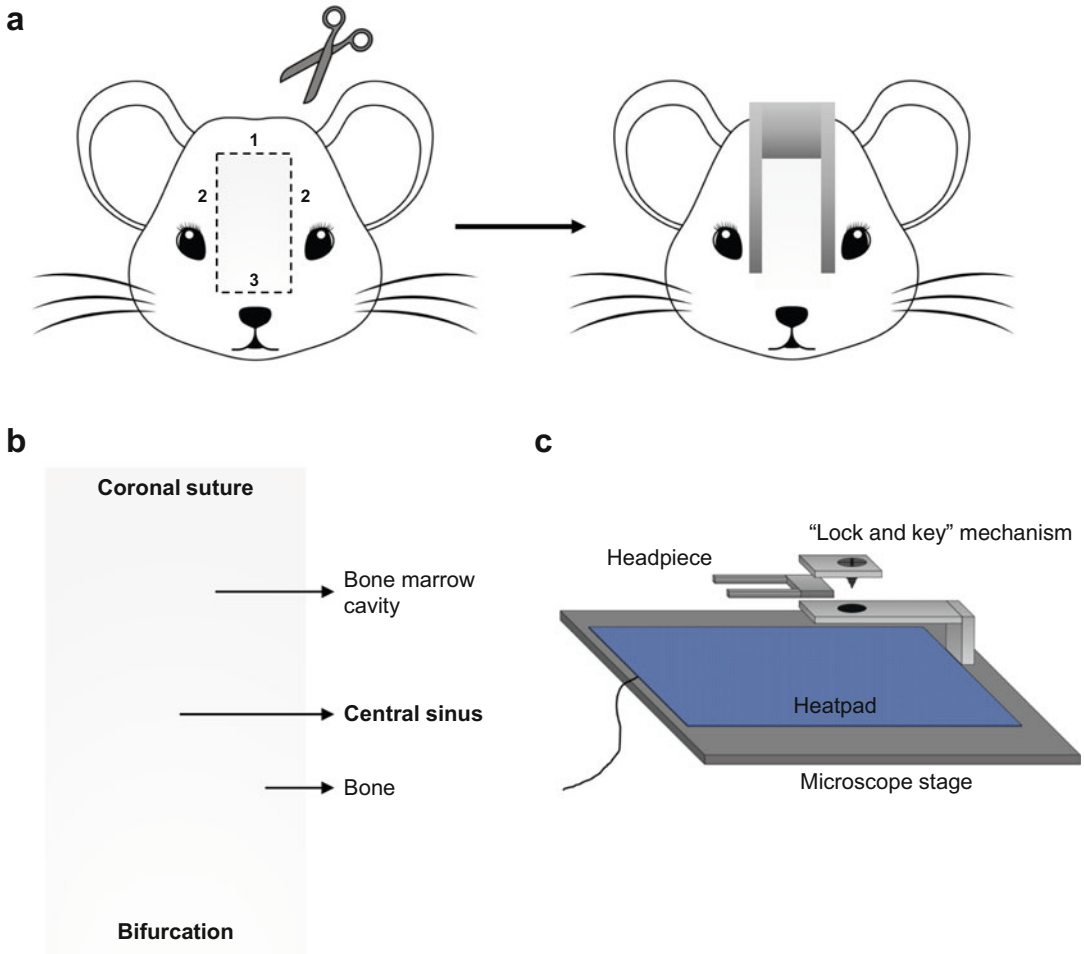 a
1
2
2
3
b
Coronal suture
Bone marrow
cavity
Central sinus
Bone
Bifurcation
c
“Lock and key” mechanism
Headpiece
Heatpad
Microscope stage